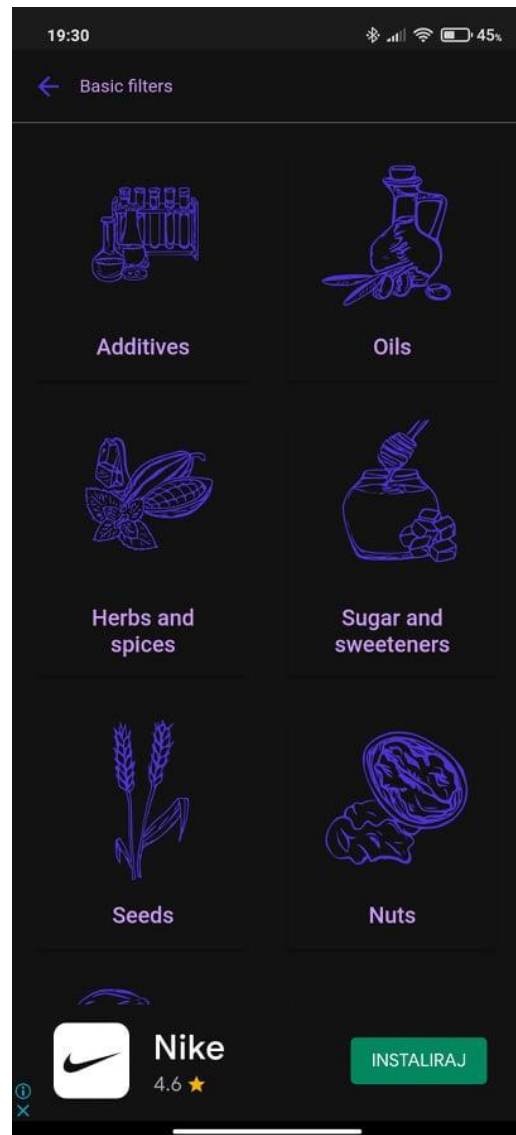 19:30
45%
Basic filters
Additives
Oils
Herbs and
spices
Sugar and
sweeteners
Seeds
Nuts
Nike
4.6
INSTALIRAJ